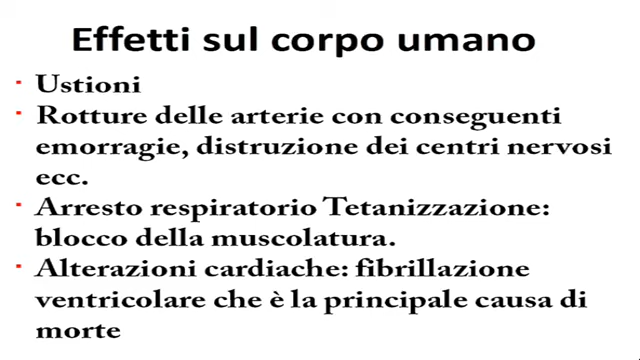 Effetti sul corpo umano
Ustioni
Rotture delle arterie con conseguenti
emorragie, distruzione dei centri nervosi
ecc.
Arresto respiratorio Tetanizzazione:
blocco della muscolatura.
Alterazioni cardiache: fibrillazione
ventricolare che è la principale causa di
morte